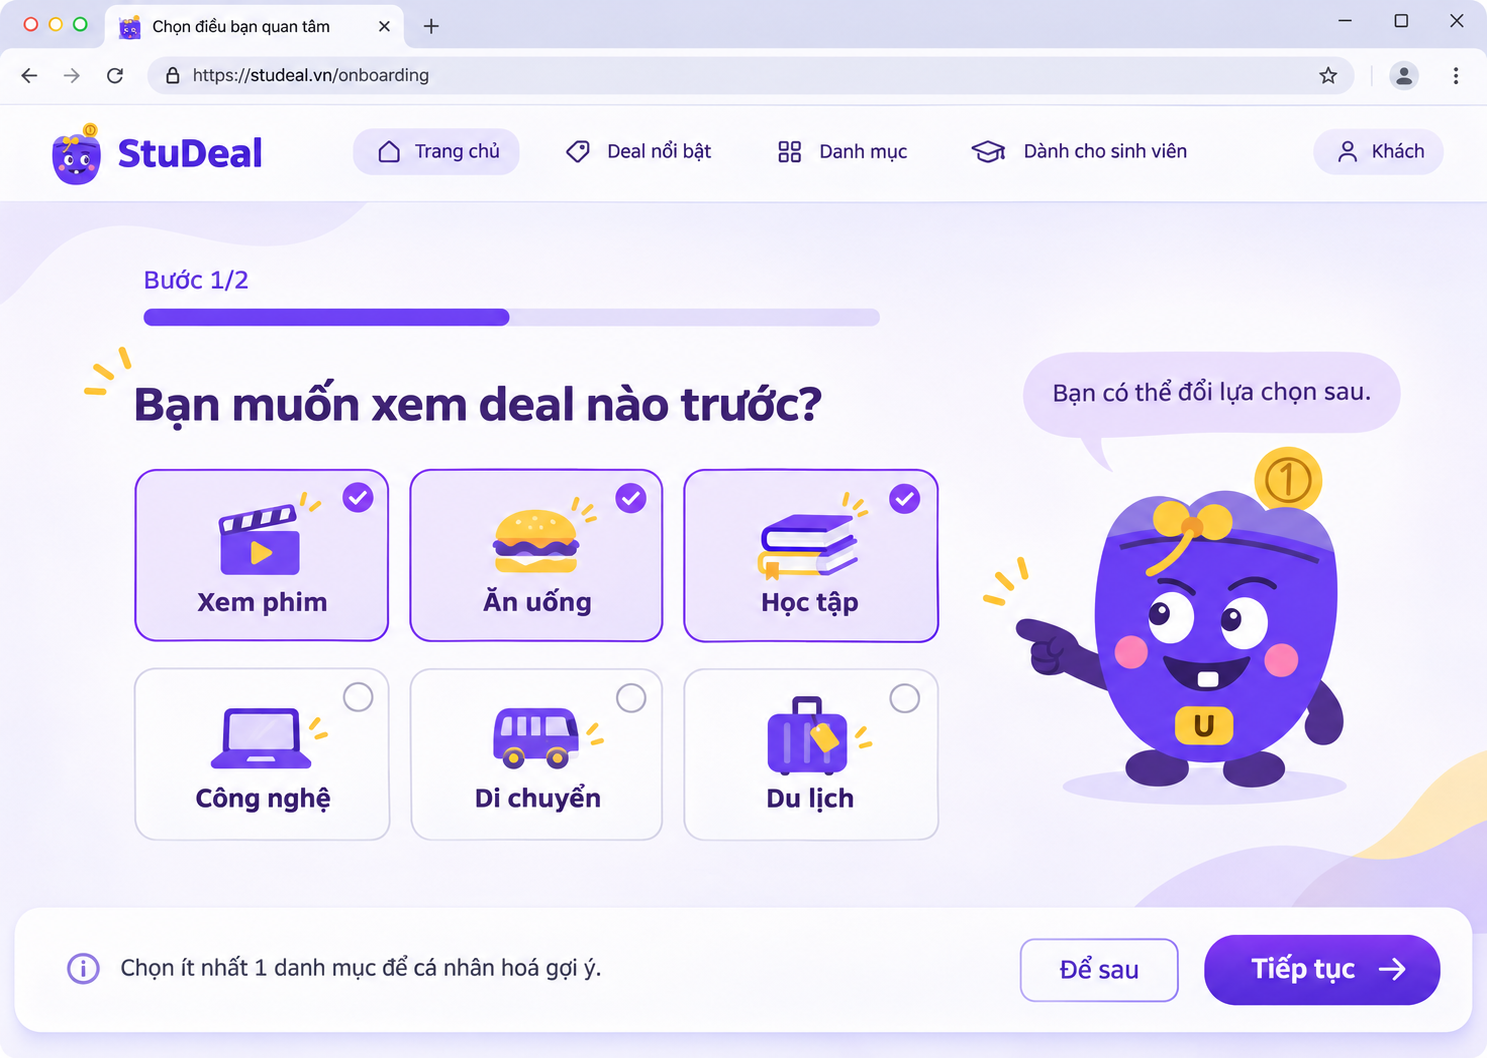 Chọn điều bạn quan tâm
https://studeal.vn/onboarding
StuDeal
Trang chủ
Deal nổi bật
Danh mục
Dành cho sinh viên
Khách
Bước 1/2
Bạn muốn xem deal nào trước?
Bạn có thể đổi lựa chọn sau.
1
Xem phim
Ăn uống
Học tập
U
Công nghệ
Di chuyển
Du lịch
Chọn ít nhất 1 danh mục để cá nhân hoá gợi ý.
Để sau
Tiếp tục